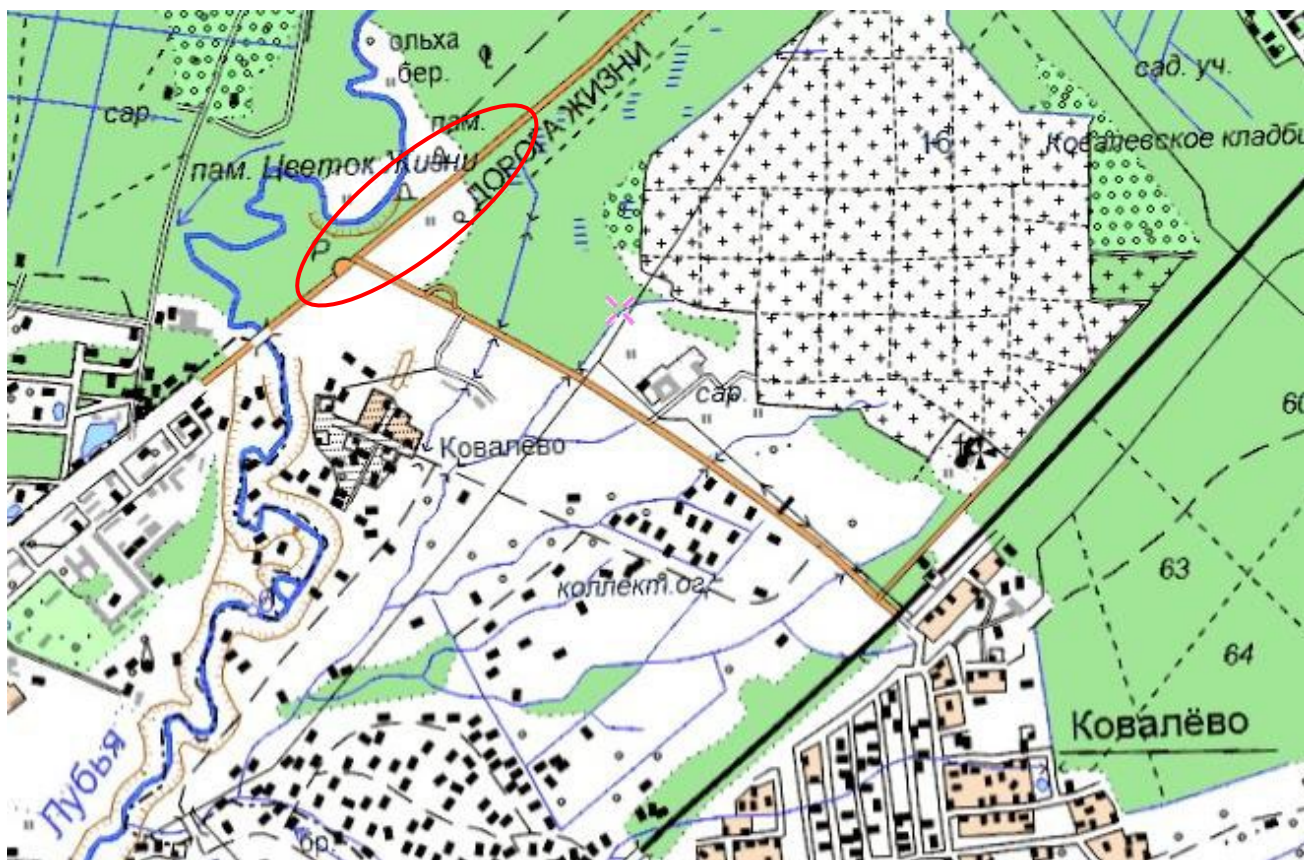 ольха
бер.
сад. уч.
сар.
ДОРОГА ЖИЗНИ
пам.
16
Ковалевское кладби
пам. Цветок Жизни
сар.
60
Ковалёво
63
коллект.ог.
64
Ковалёво
Лубья